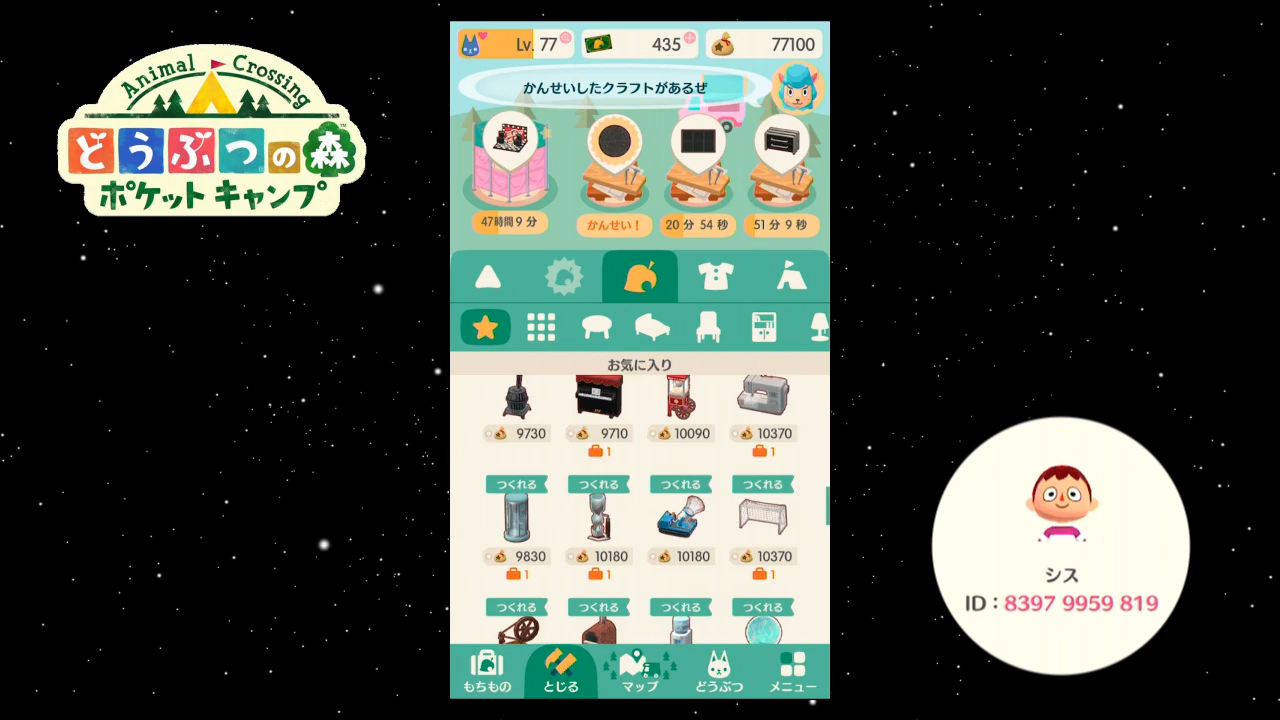 Animal Crossing
どうぶつの森
ポケット キャンプ
Lv. 77
435
77100
かんせいしたクラフトがあるぜ
47時間9分
かんせい！
20分54秒
51分9秒
お気に入り
9730
9710
10090
10370
1
1
つくれる
つくれる
つくれる
つくれる
9830
10180
10180
10370
1
1
1
つくれる
つくれる
つくれる
つくれる
もちもの
とじる
マップ
どうぶつ
メニュー
シス
ID：8397 9959 819